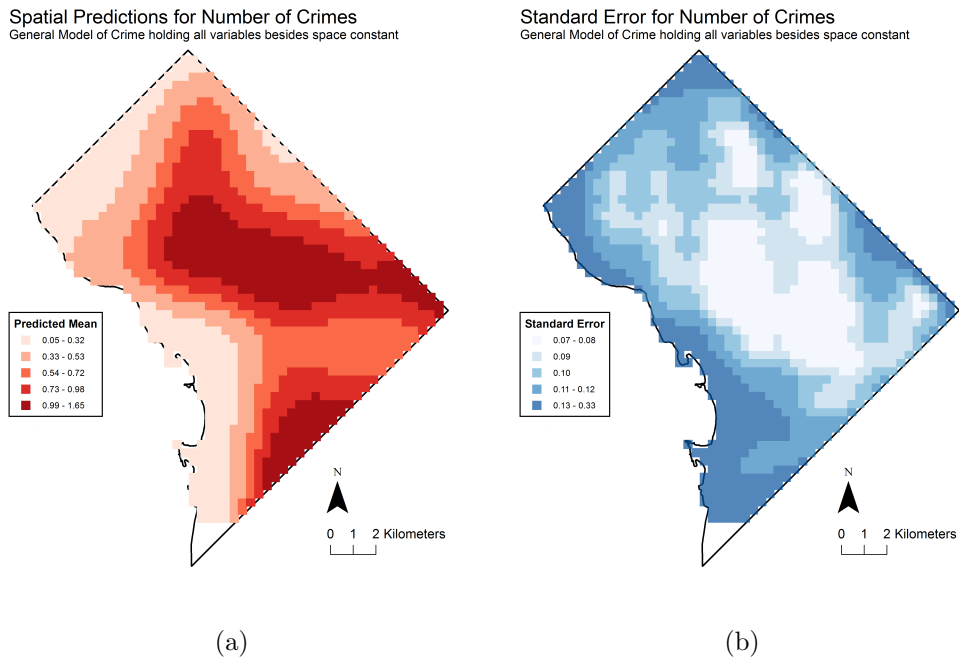 Spatial Predictions for Number of Crimes
General Model of Crime holding all variables besides space constant
Predicted Mean
0.05 - 0.32
0.33 - 0.53
0.54 - 0.72
0.73 - 0.98
0.99 - 1.65
N
0 1 2 Kilometers
(a)
Standard Error for Number of Crimes
General Model of Crime holding all variables besides space constant
Standard Error
0.07 - 0.08
0.09
0.10
0.11 - 0.12
0.13 - 0.33
N
0 1 2 Kilometers
(b)